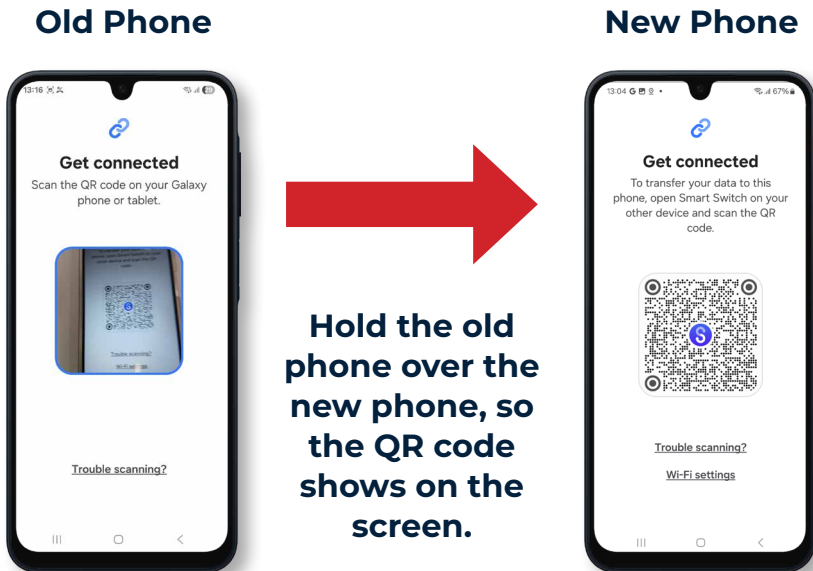 Old Phone
New Phone
13:16
Get connected
Scan the QR code on your Galaxy
phone or tablet.
Trouble scanning?
Trouble scanning?
Hold the old
phone over the
new phone, so
the QR code
shows on the
screen.
13:04 G
67%
Get connected
To transfer your data to this
phone, open Smart Switch on your
other device and scan the QR
code.
S
Trouble scanning?
Wi-Fi settings